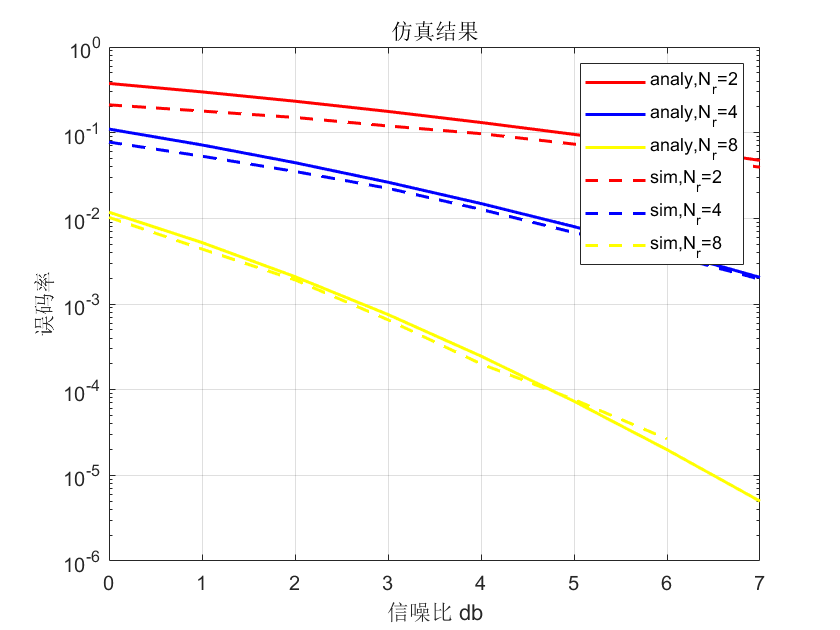 仿真结果
10^0
10^-1
10^-2
10^-3
10^-4
10^-5
10^-6
误码率
analy,N_r=2
analy,N_r=4
analy,N_r=8
sim,N_r=2
sim,N_r=4
sim,N_r=8
0 1 2 3 4 5 6 7
信噪比 db